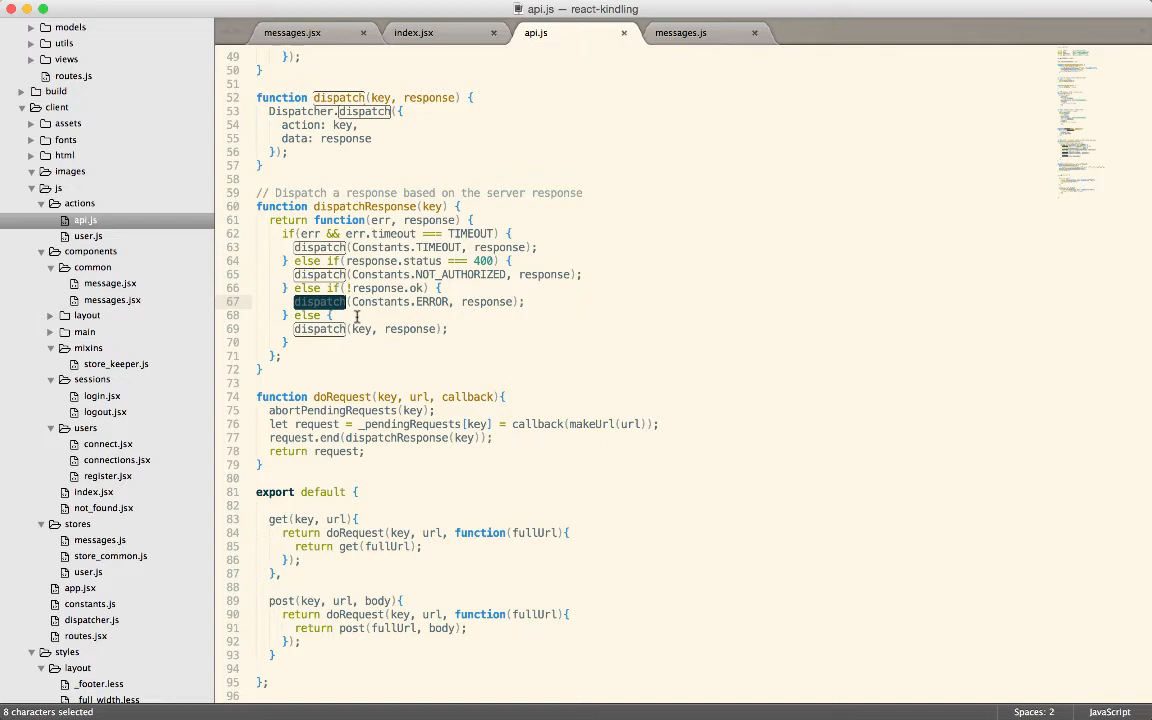 api.js — react-kindling
models
utils
views
routes.js
build
client
assets
fonts
html
images
js
actions
api.js
user.js
components
common
message.jsx
messages.jsx
layout
main
mixins
store_keeper.js
sessions
login.jsx
logout.jsx
users
connect.jsx
connections.jsx
register.jsx
index.jsx
not_found.jsx
stores
messages.js
store_common.js
user.js
app.jsx
constants.js
dispatcher.js
routes.jsx
styles
layout
_footer.less
_full_width.less
messages.jsx × index.jsx × api.js × messages.js ×
49 });
50 }
51
52 function dispatch(key, response) {
53 Dispatcher.dispatch({
54 action: key,
55 data: response
56 });
57 }
58
59 // Dispatch a response based on the server response
60 function dispatchResponse(key) {
61 return function(err, response) {
62 if(err && err.timeout === TIMEOUT) {
63 dispatch(Constants.TIMEOUT, response);
64 } else if(response.status === 400) {
65 dispatch(Constants.NOT_AUTHORIZED, response);
66 } else if(!response.ok) {
67 dispatch(Constants.ERROR, response);
68 } else {
69 dispatch(key, response);
70 }
71 };
72 }
73
74 function doRequest(key, url, callback){
75 abortPendingRequests(key);
76 let request = _pendingRequests[key] = callback(makeUrl(url));
77 request.end(dispatchResponse(key));
78 return request;
79 }
80
81 export default {
82
83 get(key, url){
84 return doRequest(key, url, function(fullUrl){
85 return get(fullUrl);
86 });
87 },
88
89 post(key, url, body){
90 return doRequest(key, url, function(fullUrl){
91 return post(fullUrl, body);
92 });
93 }
94
95 };
96
8 characters selected
Spaces: 2
JavaScript